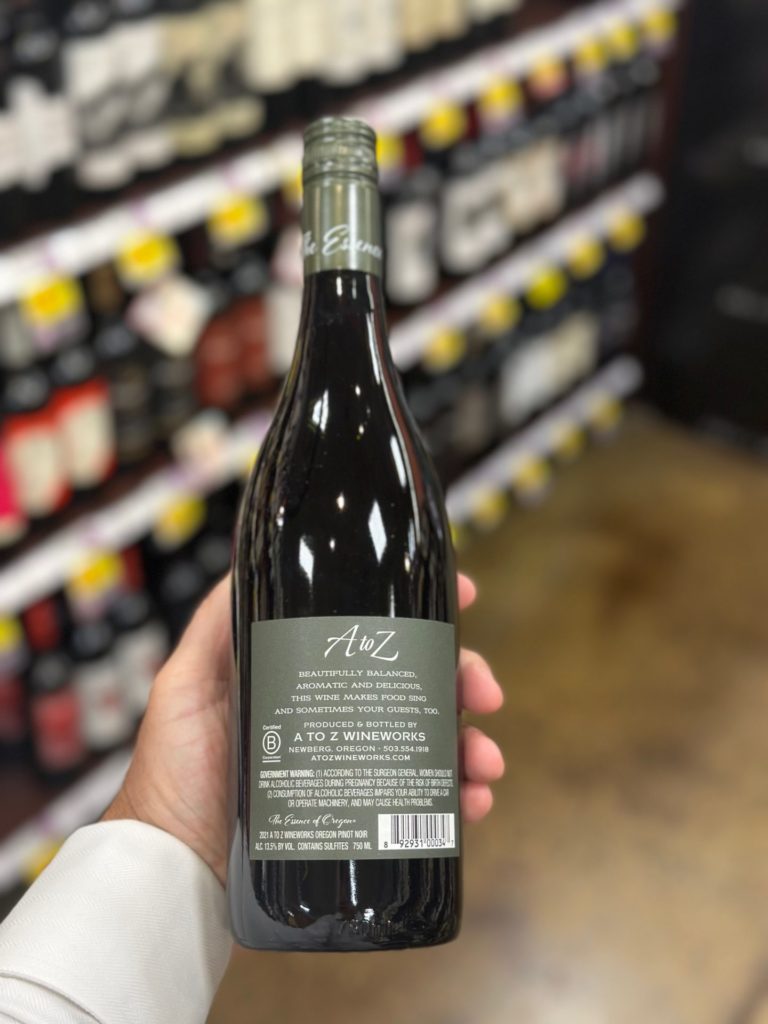 The Essence
A to Z
BEAUTIFULLY BALANCED,
AROMATIC AND DELICIOUS,
THIS WINE MAKES FOOD SING
AND SOMETIMES YOUR GUESTS, TOO.
PRODUCED & BOTTLED BY
A TO Z WINEWORKS
NEWBERG, OREGON • 503.554.1918
ATOZWINEWORKS.COM
Certified
B
Corporation
GOVERNMENT WARNING: (1) ACCORDING TO THE SURGEON GENERAL, WOMEN SHOULD NOT
DRINK ALCOHOLIC BEVERAGES DURING PREGNANCY BECAUSE OF THE RISK OF BIRTH DEFECTS.
(2) CONSUMPTION OF ALCOHOLIC BEVERAGES IMPAIRS YOUR ABILITY TO DRIVE A CAR
OR OPERATE MACHINERY, AND MAY CAUSE HEALTH PROBLEMS.
The Essence of Oregon
2021 A TO Z WINEWORKS OREGON PINOT NOIR
ALC. 13.5% BY VOL. CONTAINS SULFITES 750 ML
8 92931 00034 7